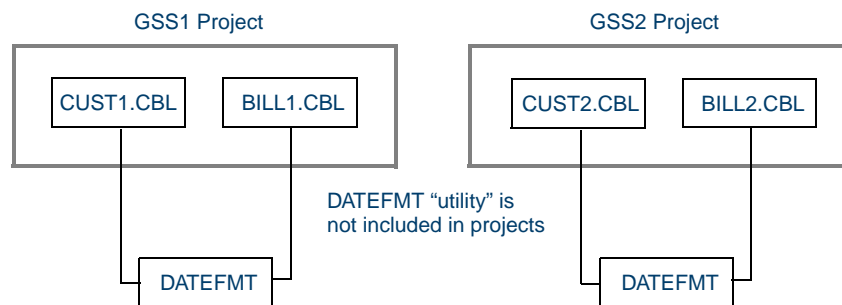 GSS1 Project
GSS2 Project
CUST1.CBL
BILL1.CBL
CUST2.CBL
BILL2.CBL
DATEFMT “utility” is
not included in projects
DATEFMT
DATEFMT